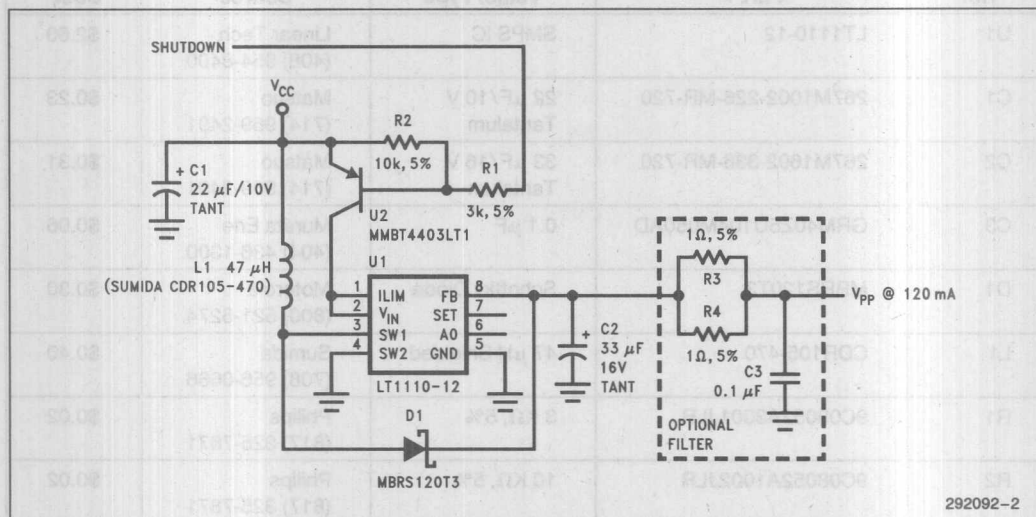 SHUTDOWN
VCC
R2
10k, 5%
R1
3k, 5%
+ C1
22 µF/10V
TANT
U2
MMBT4403LT1
U1
L1 47 µH
(SUMIDA CDR105-470)
1 ILIM FB 8
2 VIN SET 7
3 SW1 AO 6
4 SW2 GND 5
LT1110-12
D1
MBRS120T3
+ C2
33 µF
16V
TANT
1Ω, 5%
R3
R4
1Ω, 5%
C3
0.1 µF
OPTIONAL
FILTER
VPP @ 120 mA
292092-2